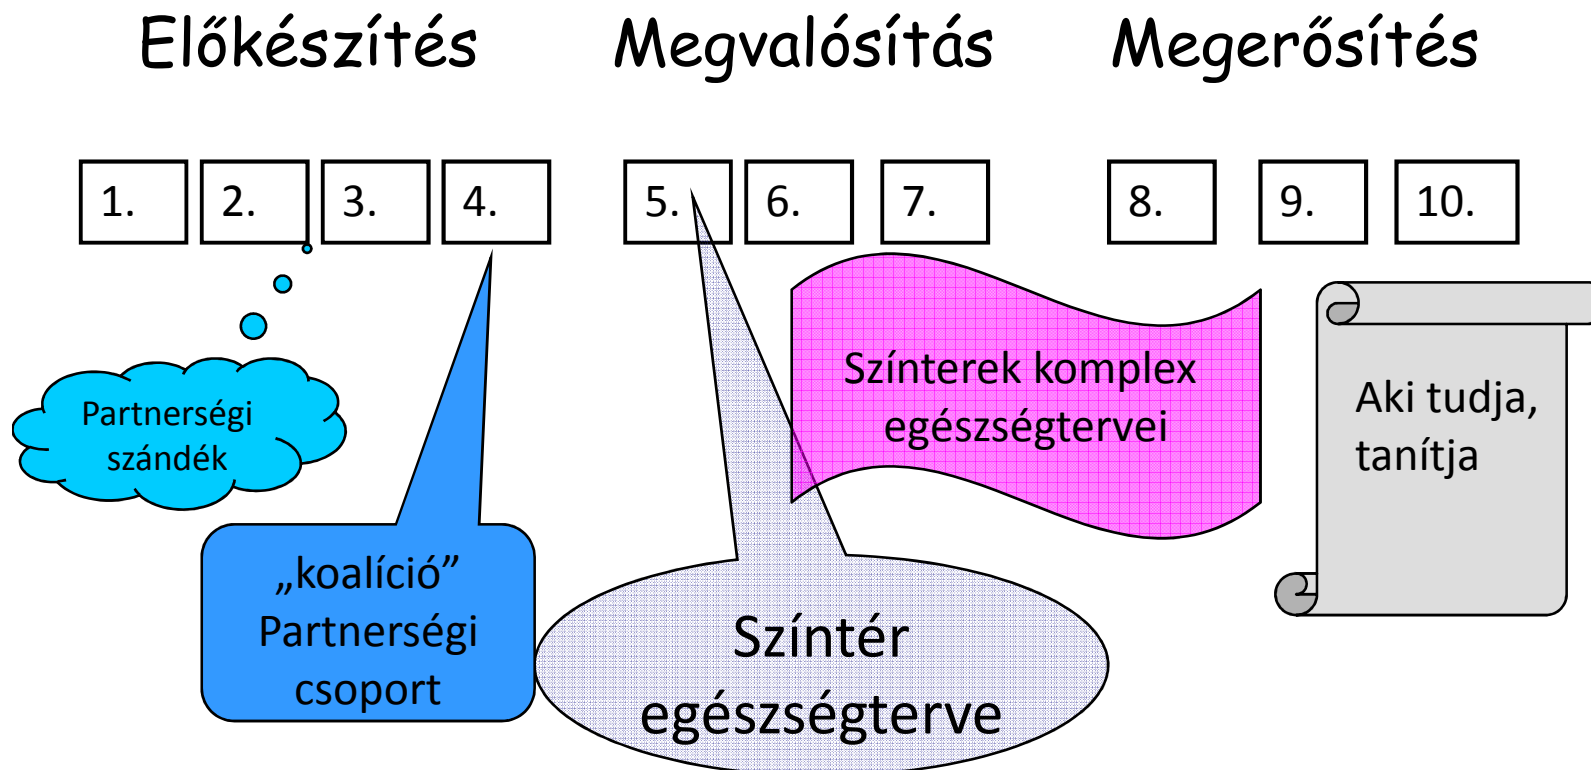 Előkészítés Megvalósítás Megerősítés
1. 2. 3. 4. 5. 6. 7. 8. 9. 10.
Partnerségi
szándék
„koalíció”
Partnerségi
csoport
Színtér
egészségterve
Színterek komplex
egészségtervei
Aki tudja,
tanítja